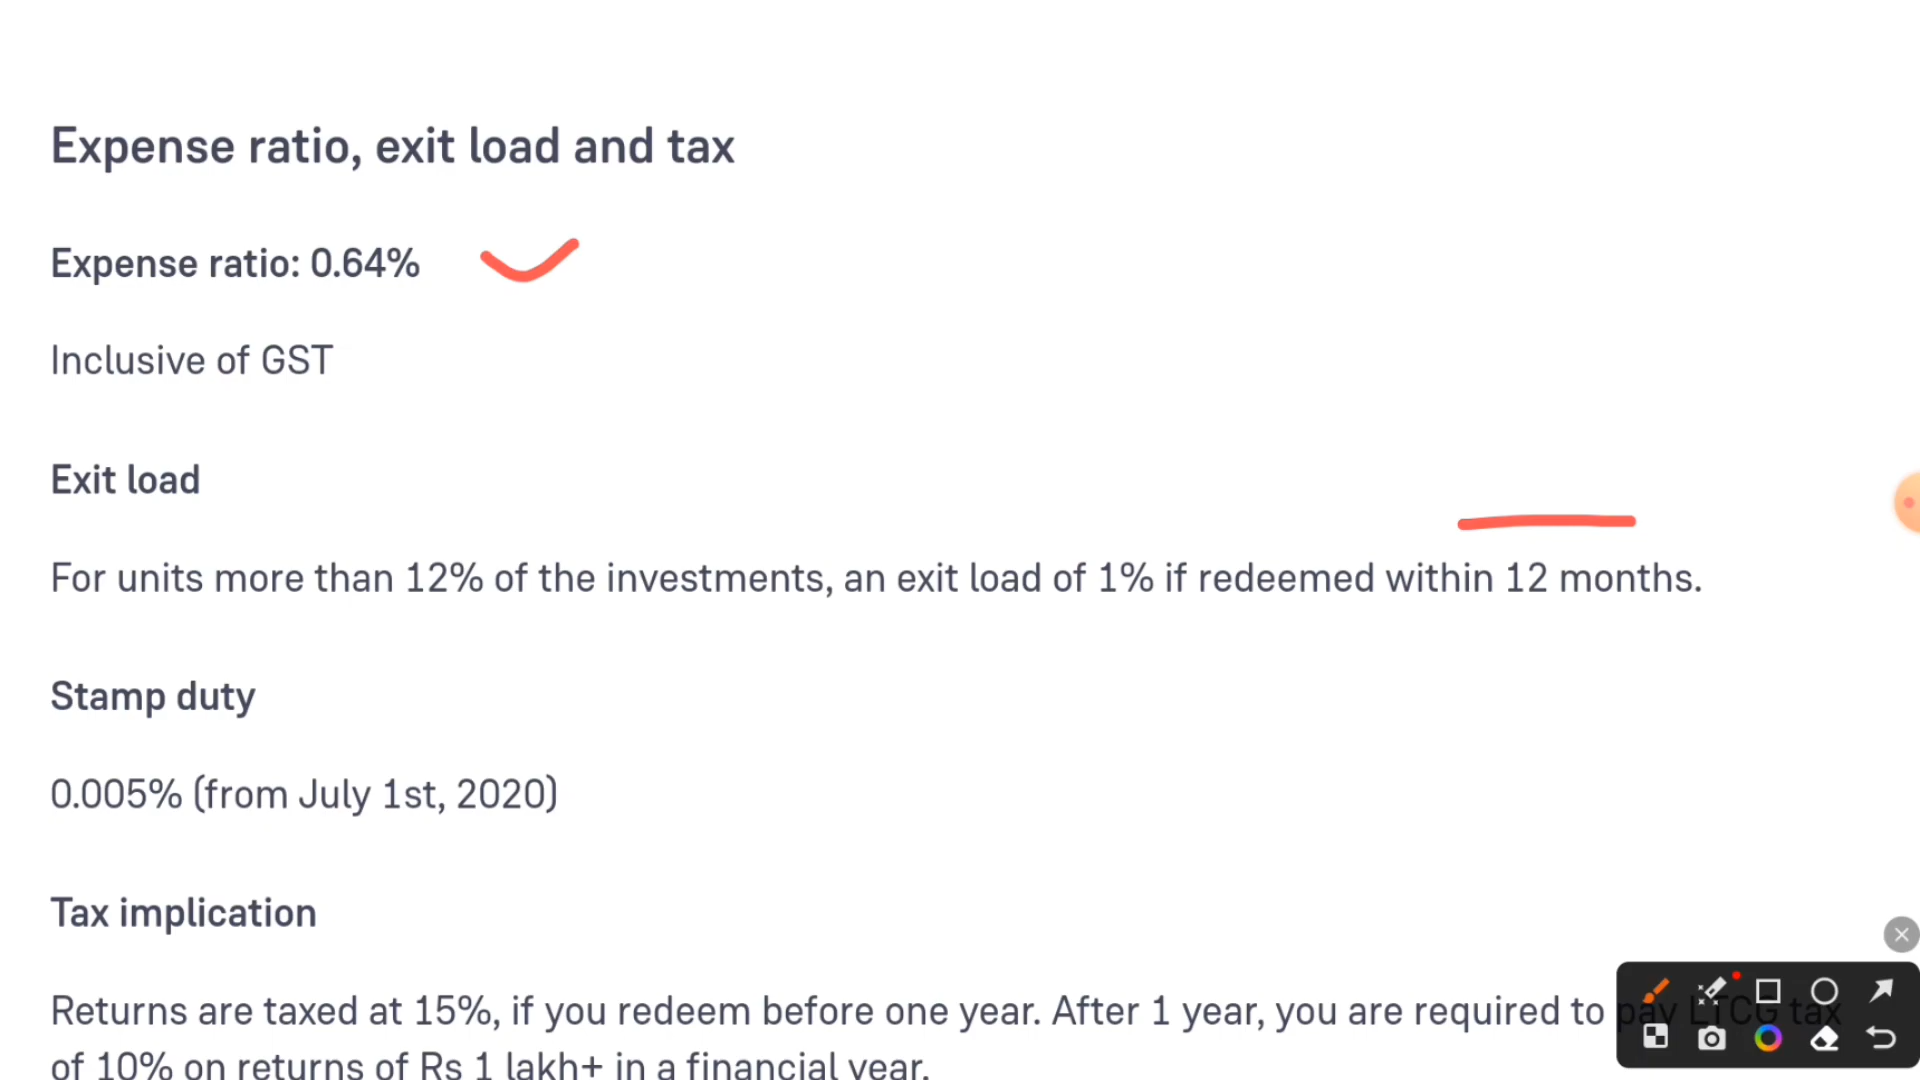 Expense ratio, exit load and tax
Expense ratio: 0.64%
Inclusive of GST
Exit load
For units more than 12% of the investments, an exit load of 1% if redeemed within 12 months.
Stamp duty
0.005% (from July 1st, 2020)
Tax implication
Returns are taxed at 15%, if you redeem before one year. After 1 year, you are required to pay LTCG tax
of 10% on returns of Rs 1 lakh+ in a financial year.